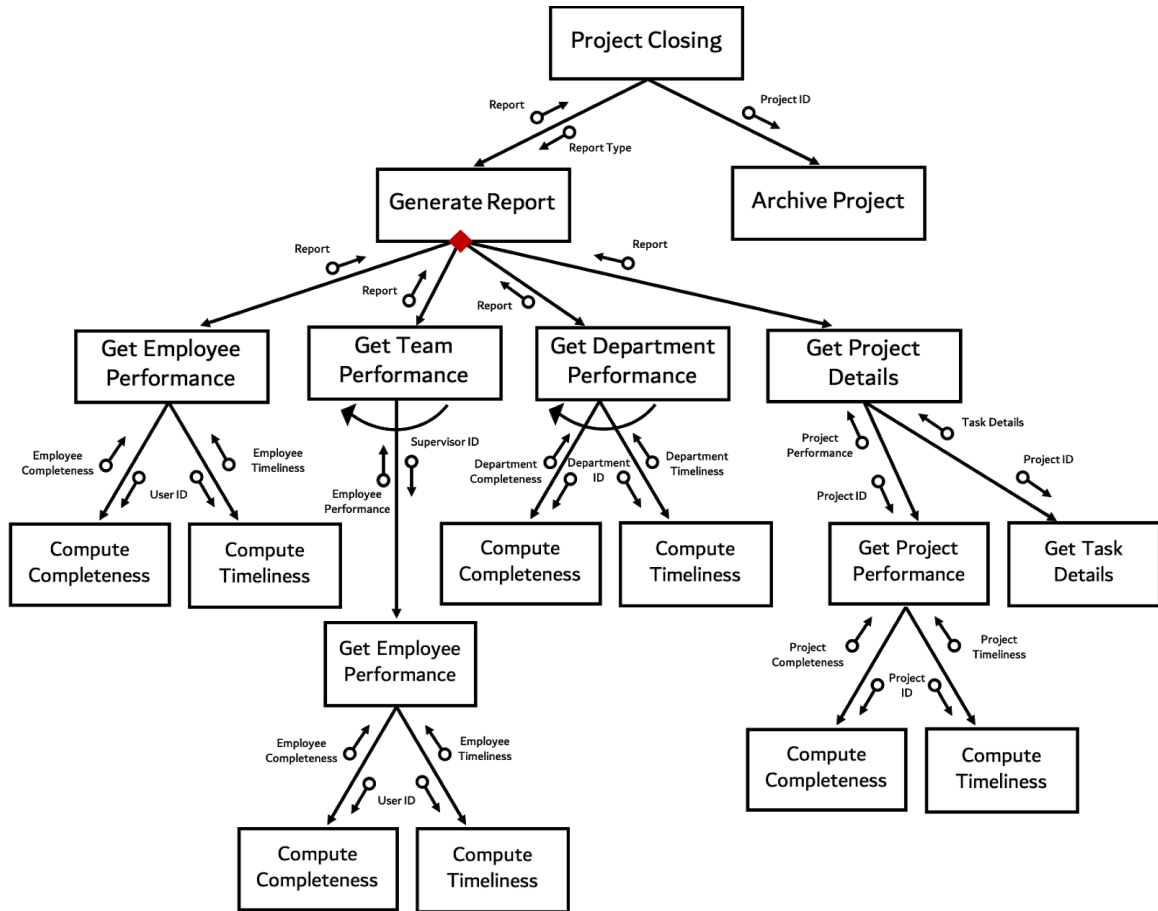 Project Closing
Report
Project ID
Report Type
Generate Report
Archive Project
Report
Report
Report
Report
Get Employee
Performance
Get Team
Performance
Get Department
Performance
Get Project
Details
Employee
Completeness
User ID
Employee
Timeliness
Supervisor ID
Employee
Performance
Department
Completeness
Department
ID
Department
Timeliness
Project
Performance
Task Details
Project ID
Project ID
Compute
Completeness
Compute
Timeliness
Compute
Completeness
Compute
Timeliness
Get Project
Performance
Get Task
Details
Get Employee
Performance
Project
Completeness
Project
Timeliness
Project
ID
Employee
Completeness
Employee
Timeliness
User ID
Compute
Completeness
Compute
Timeliness
Compute
Completeness
Compute
Timeliness